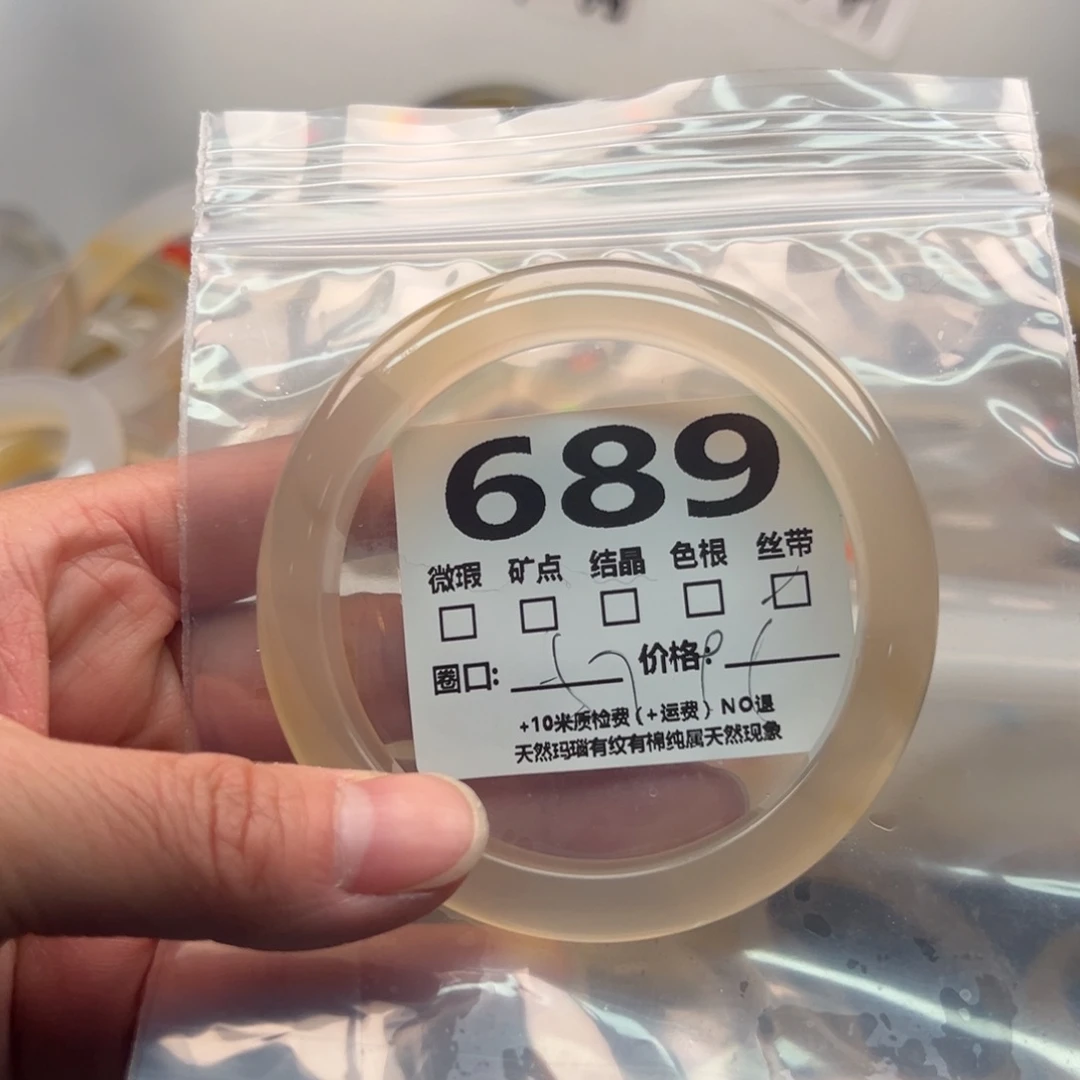 689
微瑕 矿点 结晶 色根 丝带
圈口: 价格:
+10米质检费(+运费)NO退
天然玛瑙有纹有棉纯属天然现象